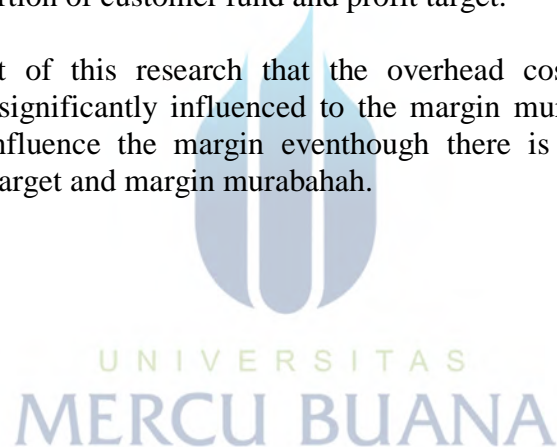 rtion of customer fund and profit target.
t of this research that the overhead cos
significantly influenced to the margin mur
nfluence the margin eventhough there is
target and margin murabahah.
UNIVERSITAS
MERCU BUANA